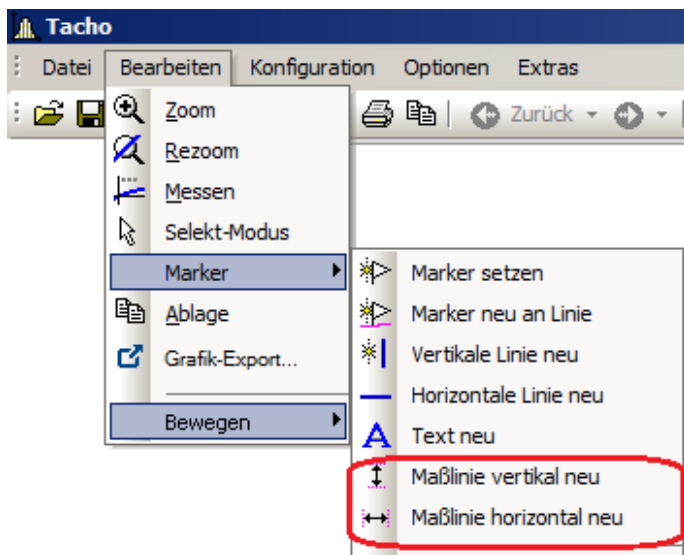 Tacho
Datei Bearbeiten Konfiguration Optionen Extras
Zurück
Zoom
Rezoom
Messen
Selekt-Modus
Marker
Ablage
Grafik-Export...
Bewegen
Marker setzen
Marker neu an Linie
Vertikale Linie neu
Horizontale Linie neu
A Text neu
Maßlinie vertikal neu
Maßlinie horizontal neu